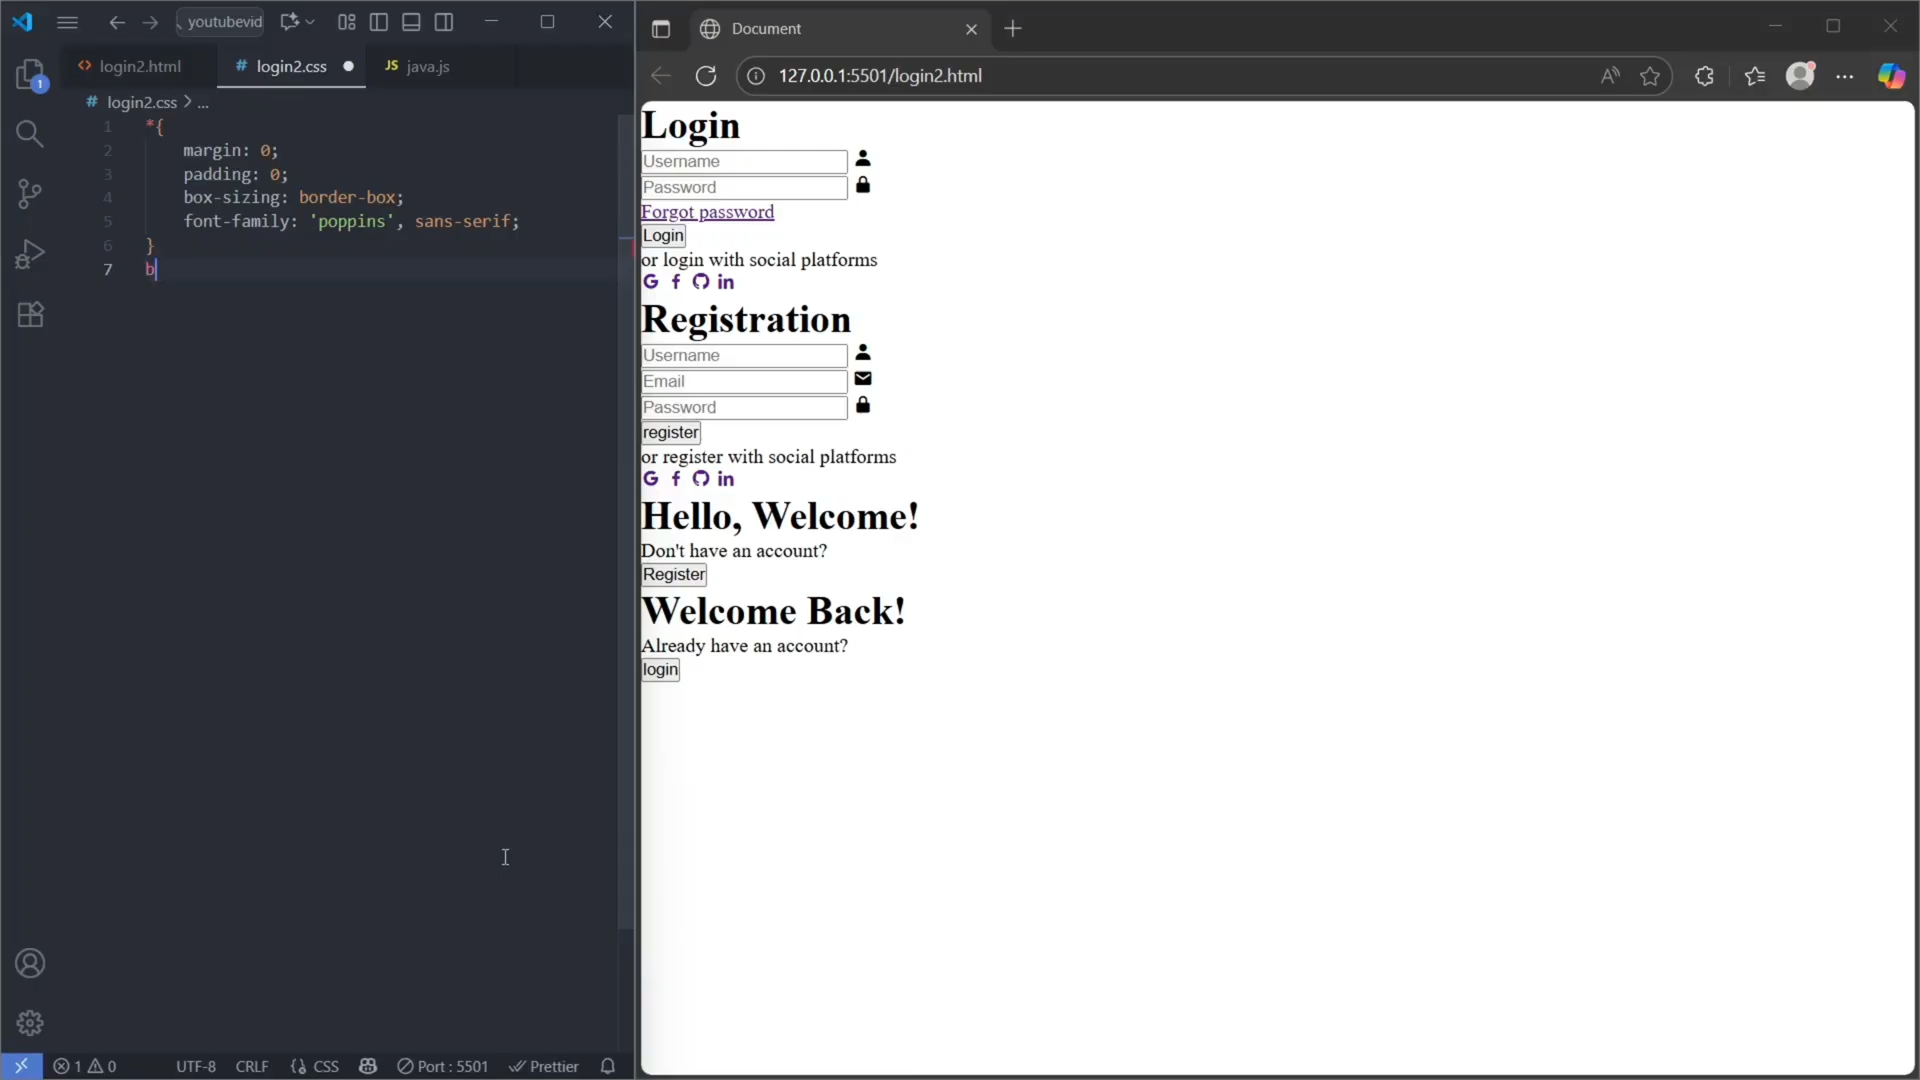 youtubevid
login2.html
login2.css
JS java.js
# login2.css > ...
1 *{
2 margin: 0;
3 padding: 0;
4 box-sizing: border-box;
5 font-family: 'poppins', sans-serif;
6 }
7 b
1
1 0
UTF-8
CRLF
CSS
Port : 5501
Prettier
Document
127.0.0.1:5501/login2.html
Login
Username
Password
Forgot password
Login
or login with social platforms
Registration
Username
Email
Password
register
or register with social platforms
Hello, Welcome!
Don't have an account?
Register
Welcome Back!
Already have an account?
login